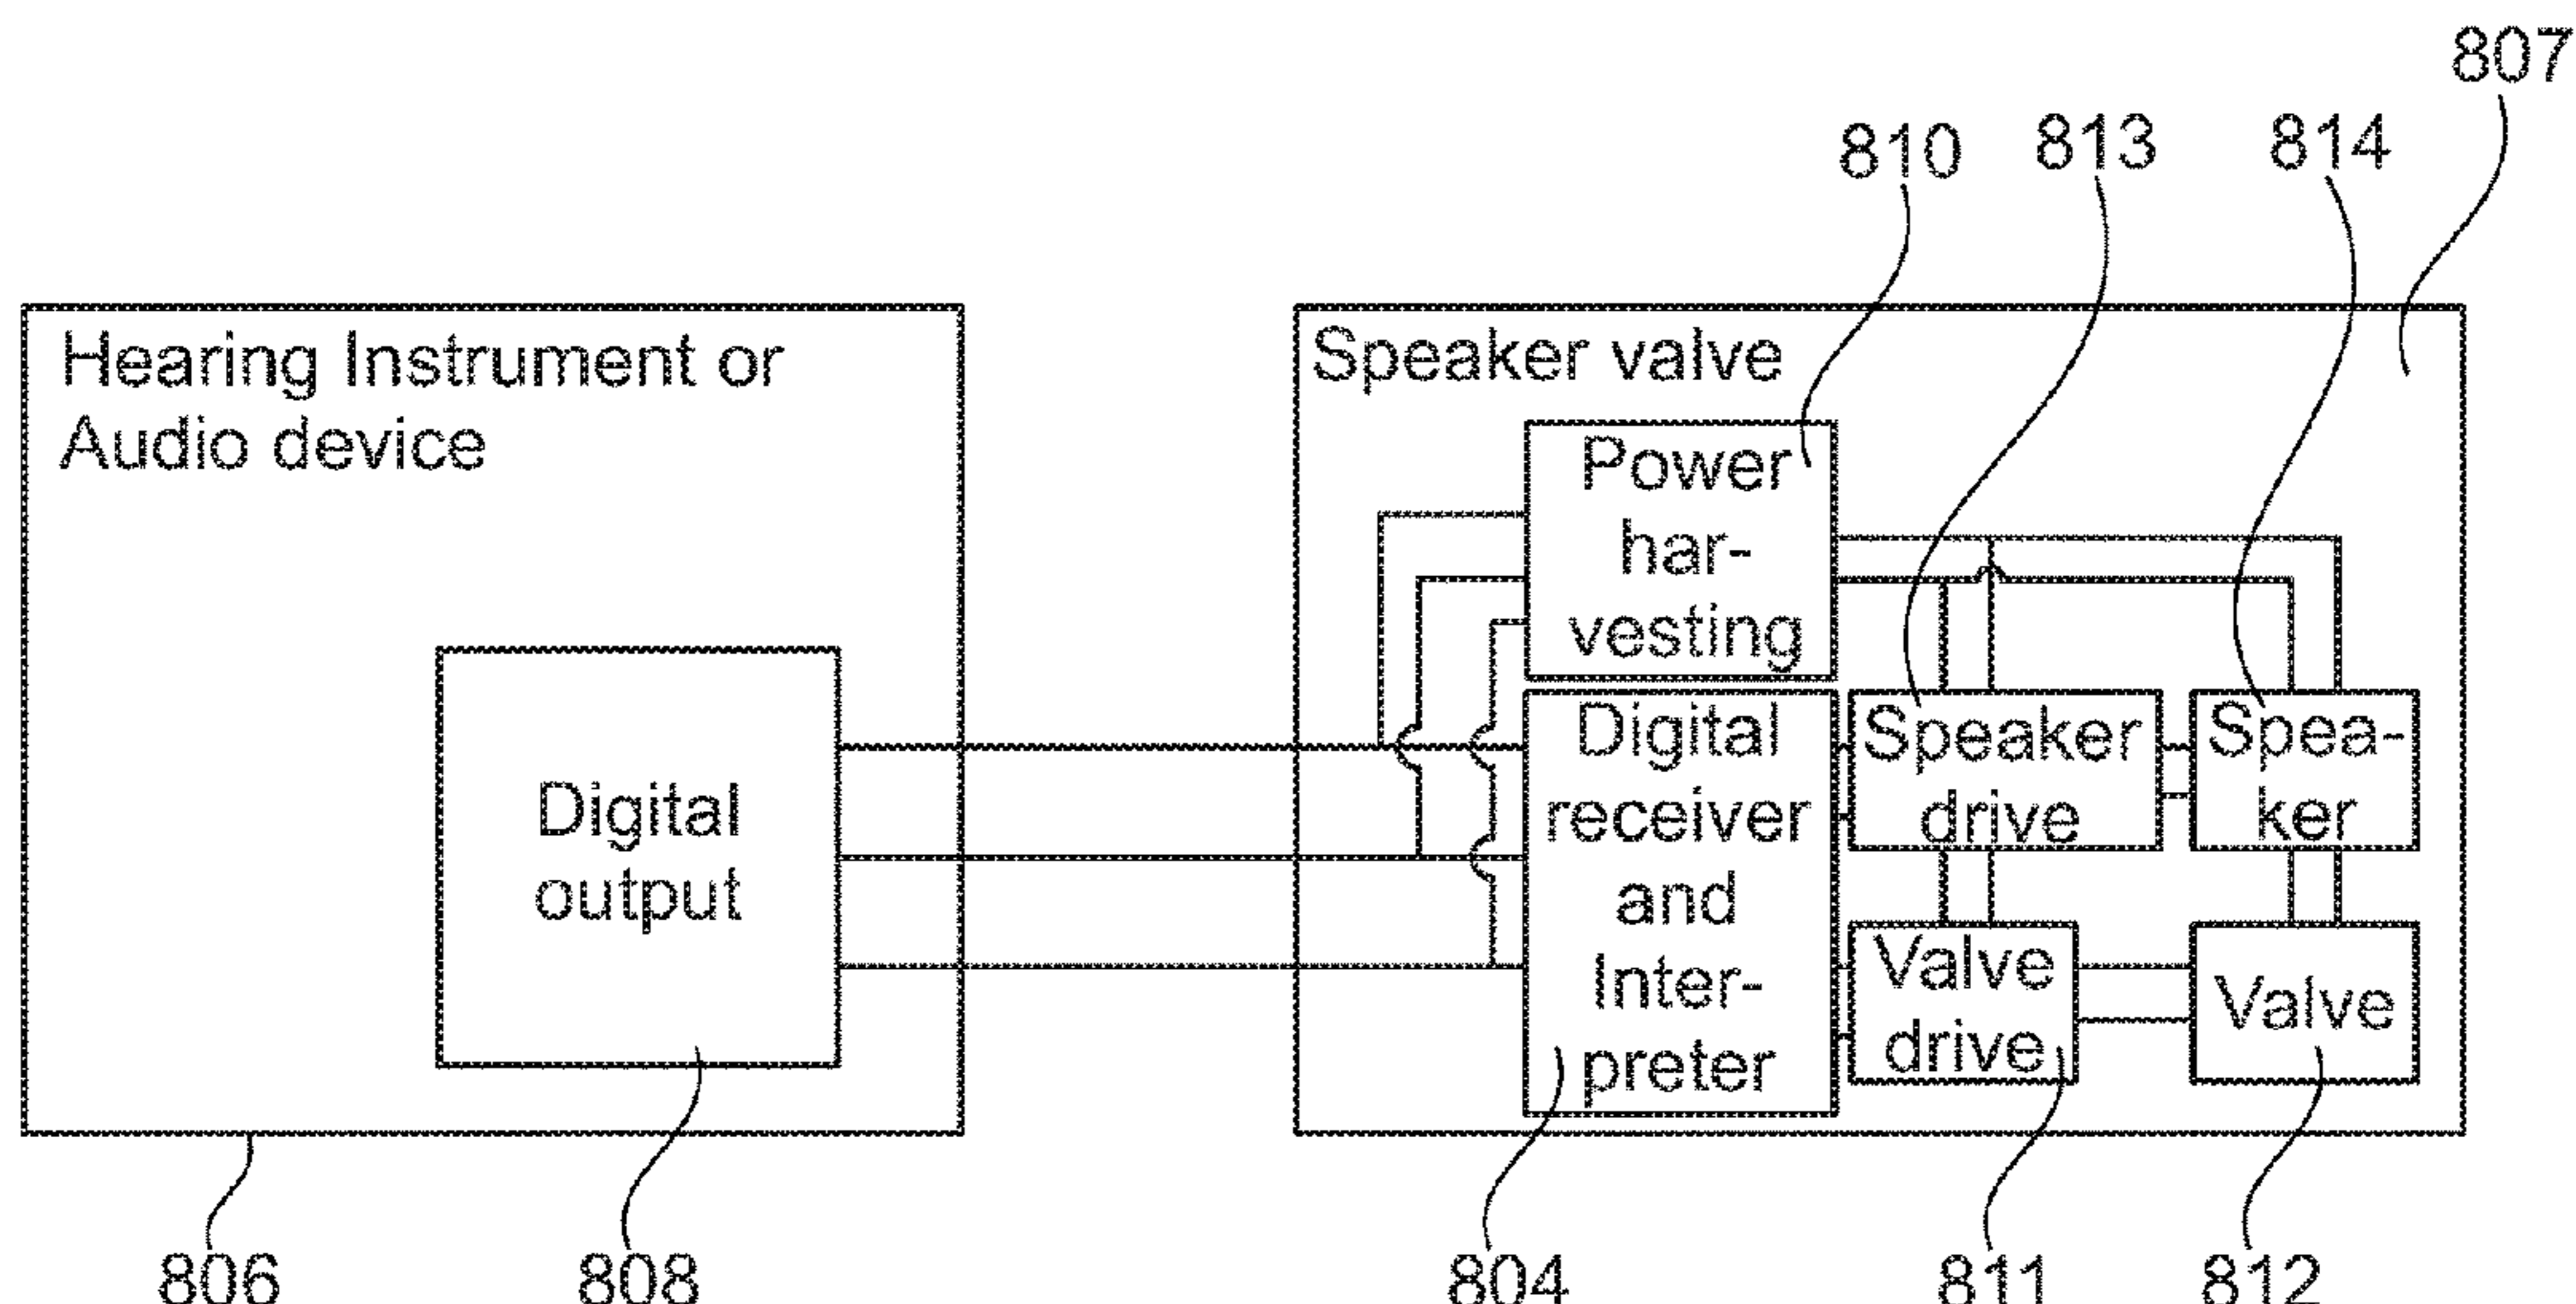 807
810
813
814
Hearing Instrument or
Audio device
Speaker valve
Power
har-
vesting
Digital
output
Digital
receiver
and
Inter-
preter
Speaker
drive
Spea-
ker
Valve
drive
Valve
806
808
804
811
812